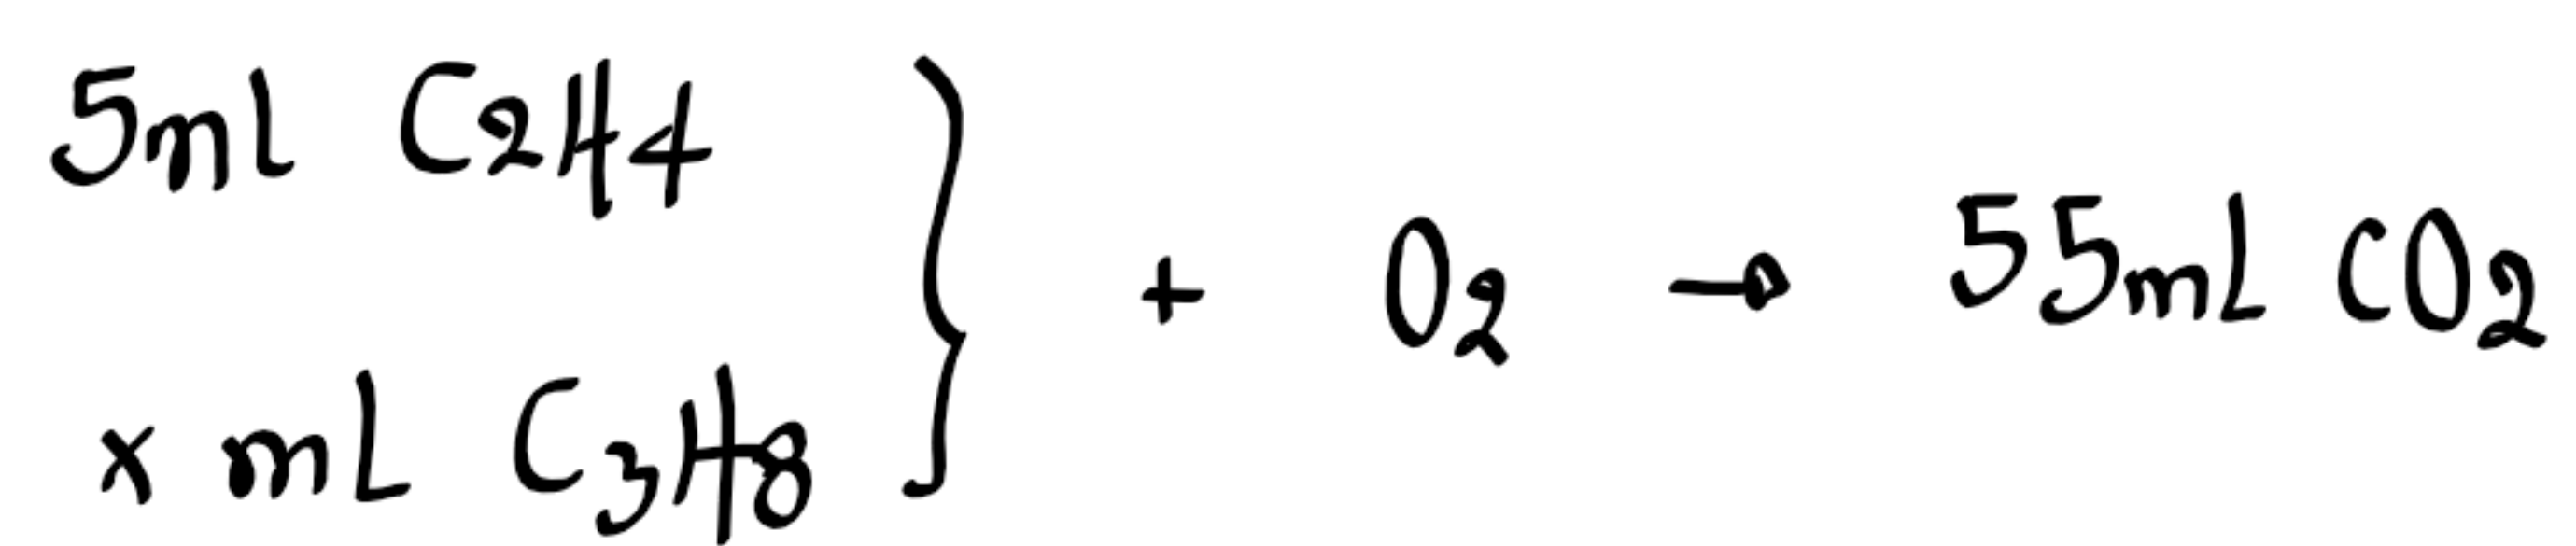 5ml C2H4
x mL C3H8
} + O2 → 55mL CO2